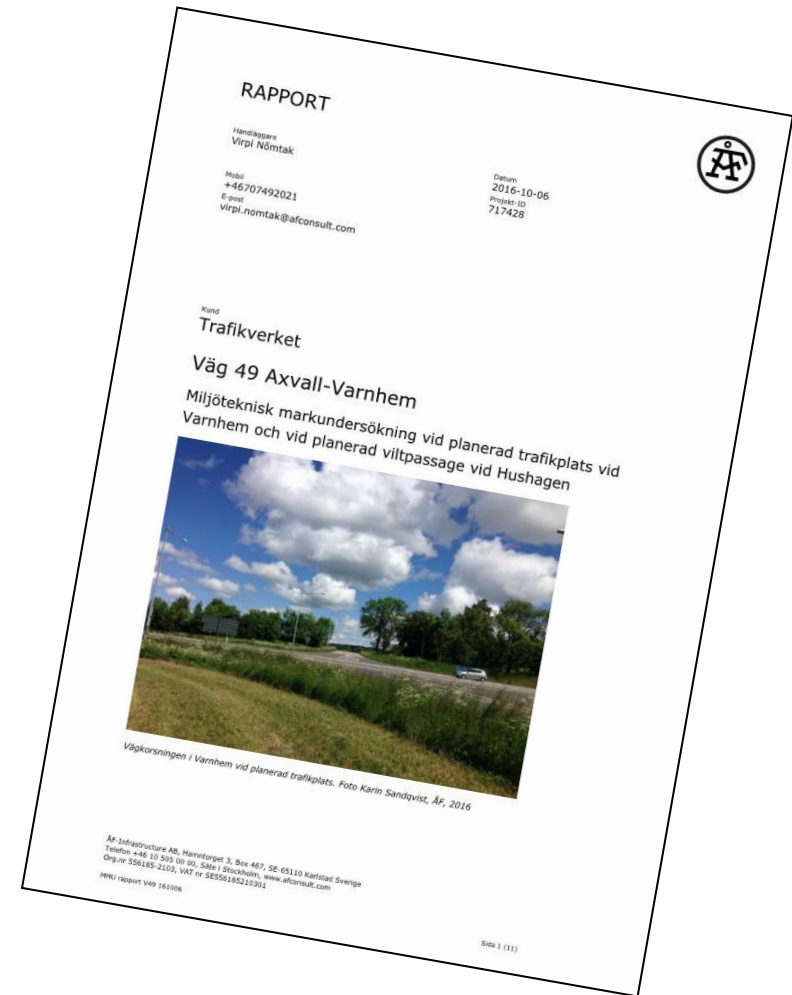 RAPPORT
Handläggare
Virpi Nõmtak
Mobil
+46707492021
E-post
virpi.nomtak@afconsult.com
Datum
2016-10-06
Projekt-ID
717428
ÅF
Kund
Trafikverket
Väg 49 Axvall-Varnhem
Miljöteknisk markundersökning vid planerad trafikplats vid
Varnhem och vid planerad viltpassage vid Hushagen
Vägkorsningen i Varnhem vid planerad trafikplats. Foto Karin Sandqvist, ÅF, 2016
ÅF-Infrastructure AB, Hamntorget 3, Box 467, SE-65110 Karlstad Sverige
Telefon +46 10 505 00 00, Säte i Stockholm, www.afconsult.com
Org.nr 556185-2103, VAT nr SE556185210301
MMU rapport V49 161006
Sida 1 (11)